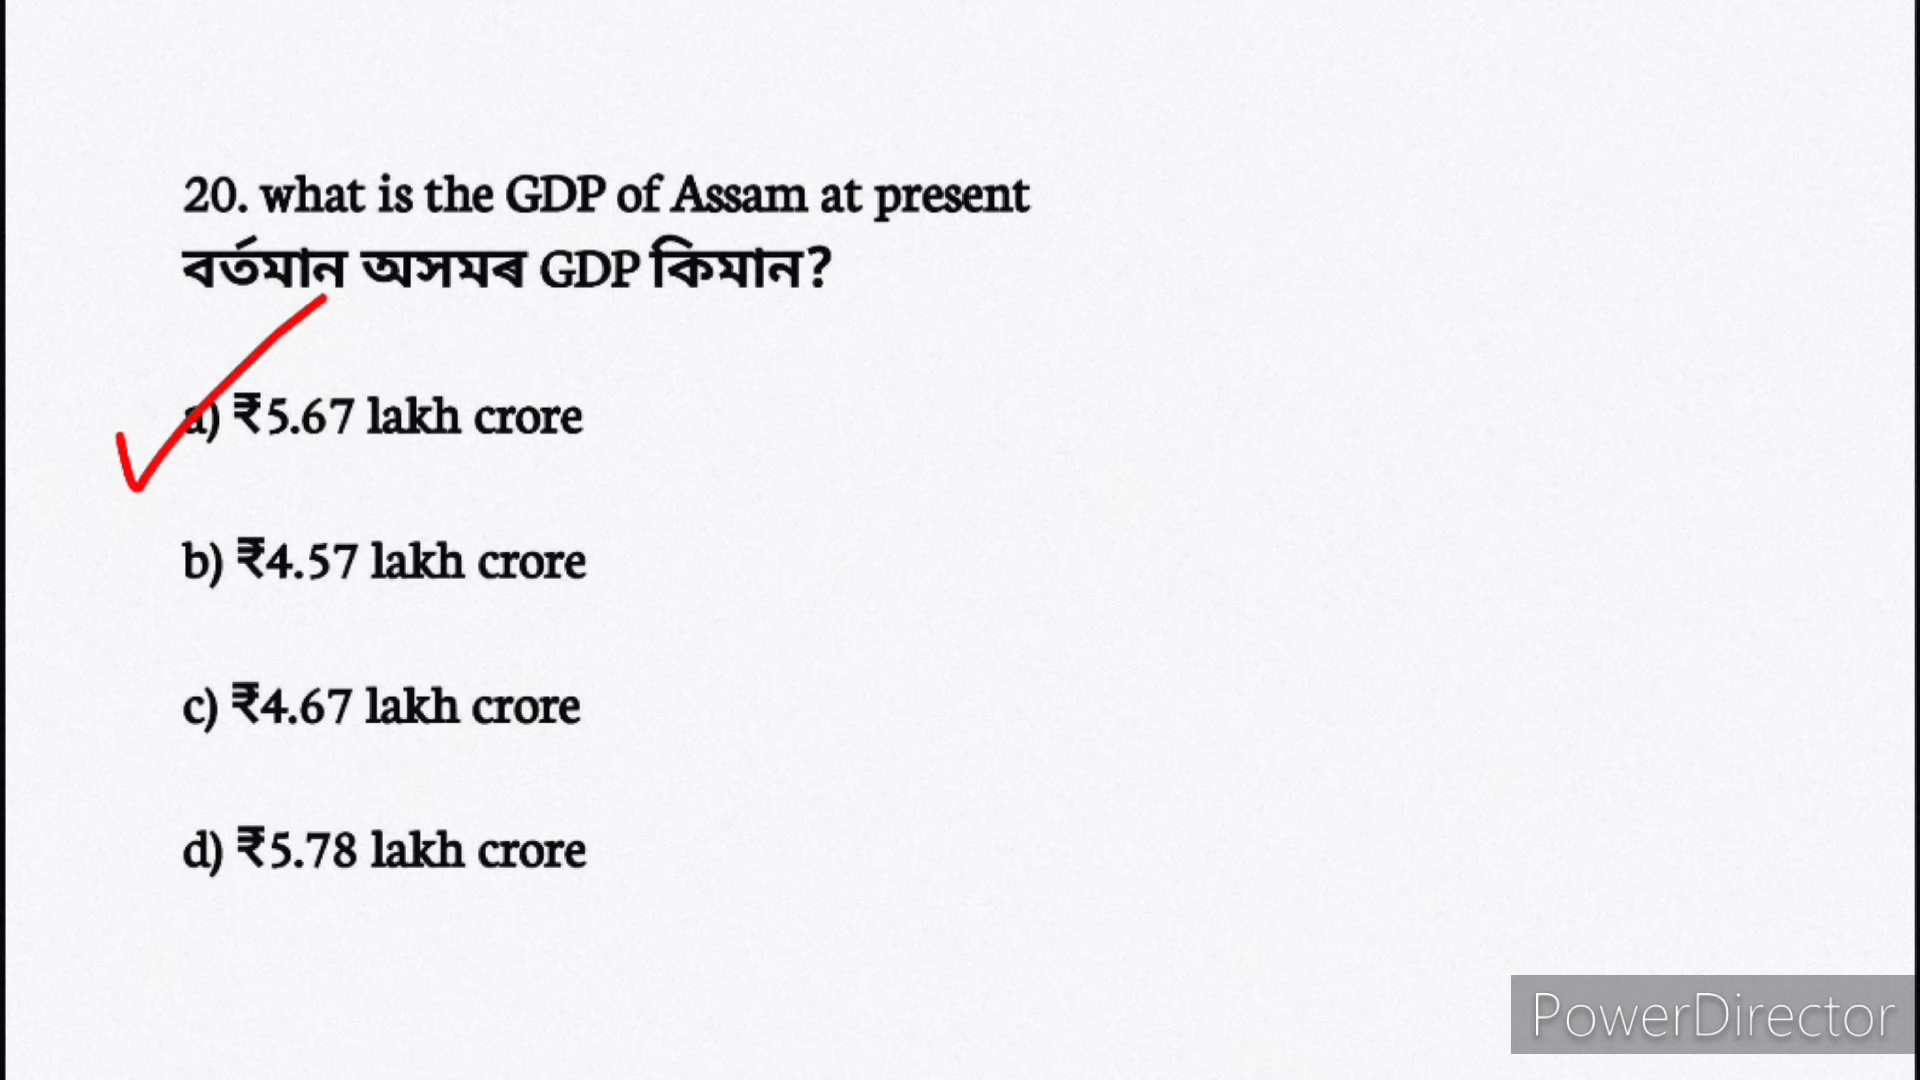 20. what is the GDP of Assam at present
বৰ্তমান অসমৰ GDP কিমান?
a) ₹5.67 lakh crore
b) ₹4.57 lakh crore
c) ₹4.67 lakh crore
d) ₹5.78 lakh crore
PowerDirector